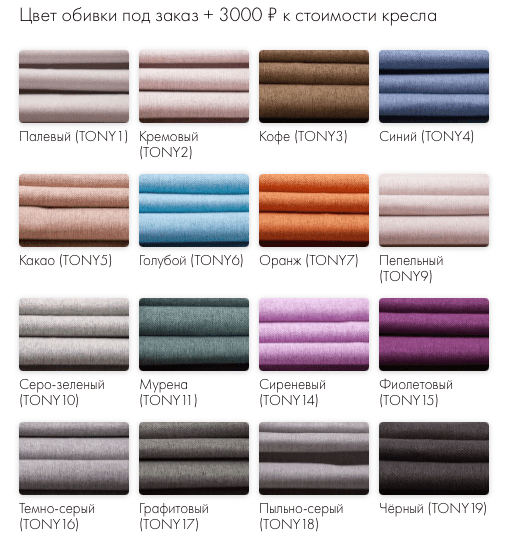 Цвет обивки под заказ + 3000 ₽ к стоимости кресла
Палевый (TONY1)
Кремовый
(TONY2)
Кофе (TONY3)
Синий (TONY4)
Какао (TONY5)
Голубой (TONY6)
Оранж (TONY7)
Пепельный
(TONY9)
Серо-зеленый
(TONY10)
Мурена
(TONY11)
Сиреневый
(TONY14)
Фиолетовый
(TONY15)
Темно-серый
(TONY16)
Графитовый
(TONY17)
Пыльно-серый
(TONY18)
Чёрный (TONY19)